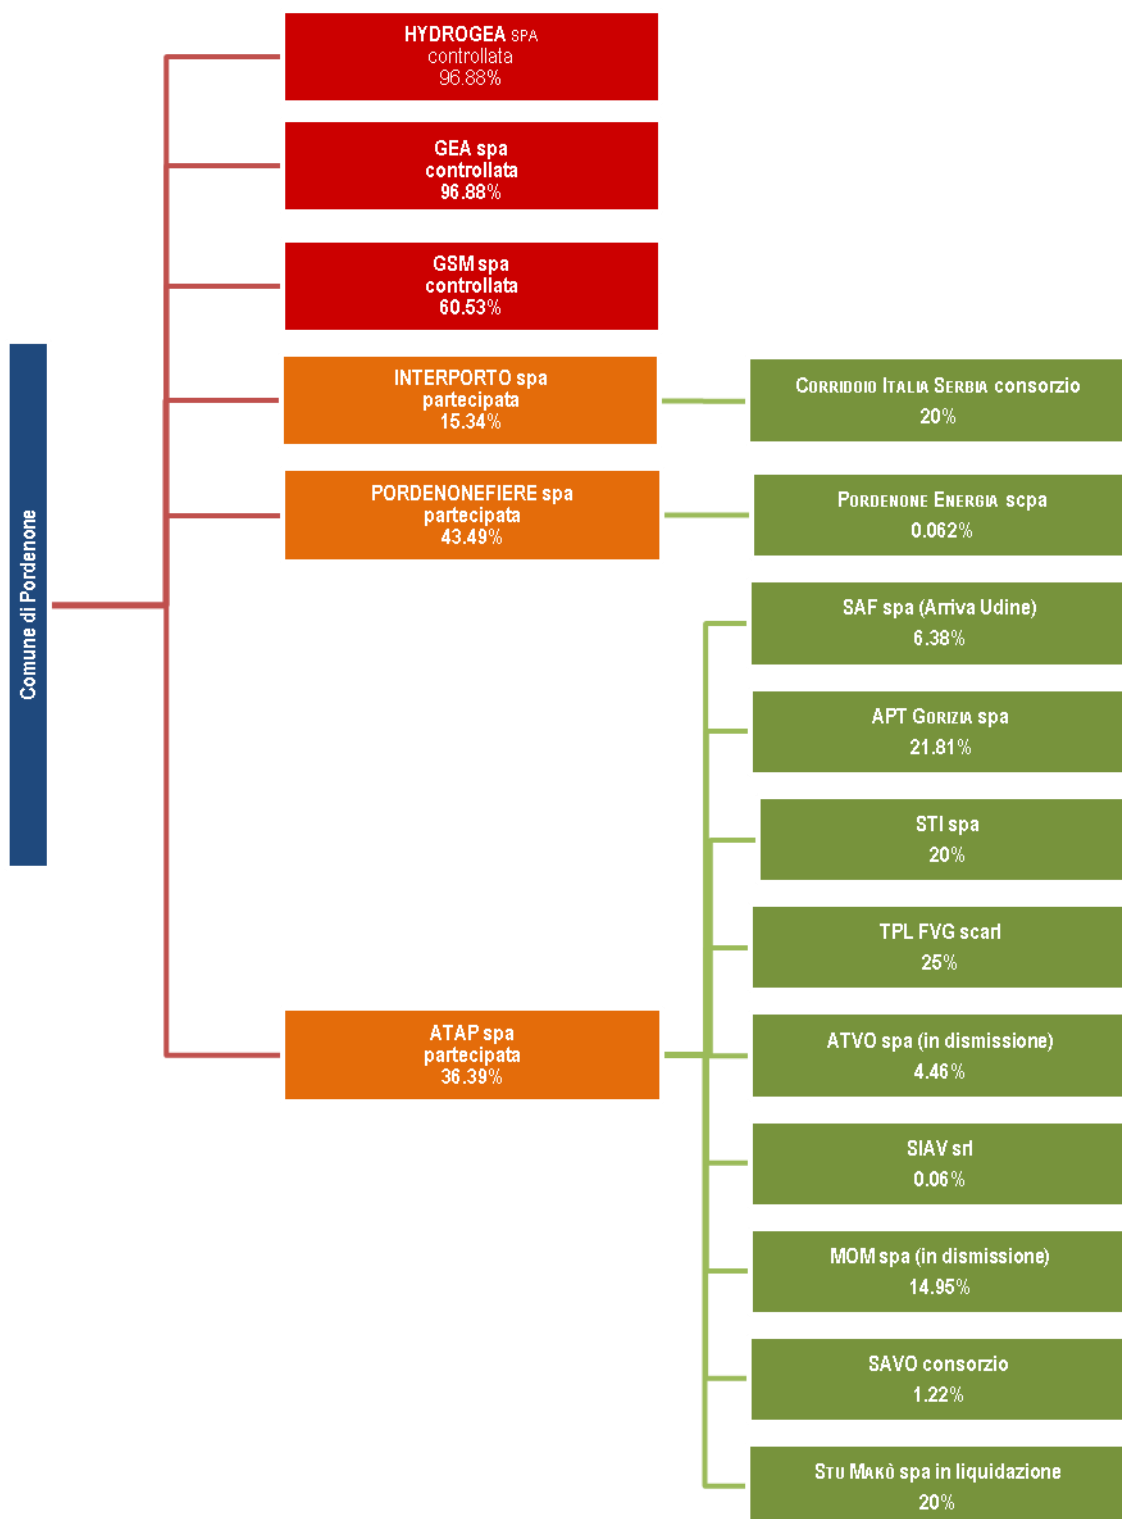 Comune di Pordenone
HYDROGEA SPA
controllata
96.88%
GEA spa
controllata
96.88%
GSM spa
controllata
60.53%
INTERPORTO spa
partecipata
15.34%
CORRIDOIO ITALIA SERBIA consorzio
20%
PORDENONEFIERE spa
partecipata
43.49%
PORDENONE ENERGIA scpa
0.062%
ATAP spa
partecipata
36.39%
SAF spa (Arriva Udine)
6.38%
APT GORIZIA spa
21.81%
STI spa
20%
TPL FVG scarl
25%
ATVO spa (in dismissione)
4.46%
SIAV srl
0.06%
MOM spa (in dismissione)
14.95%
SAVO consorzio
1.22%
STU MAKÒ spa in liquidazione
20%